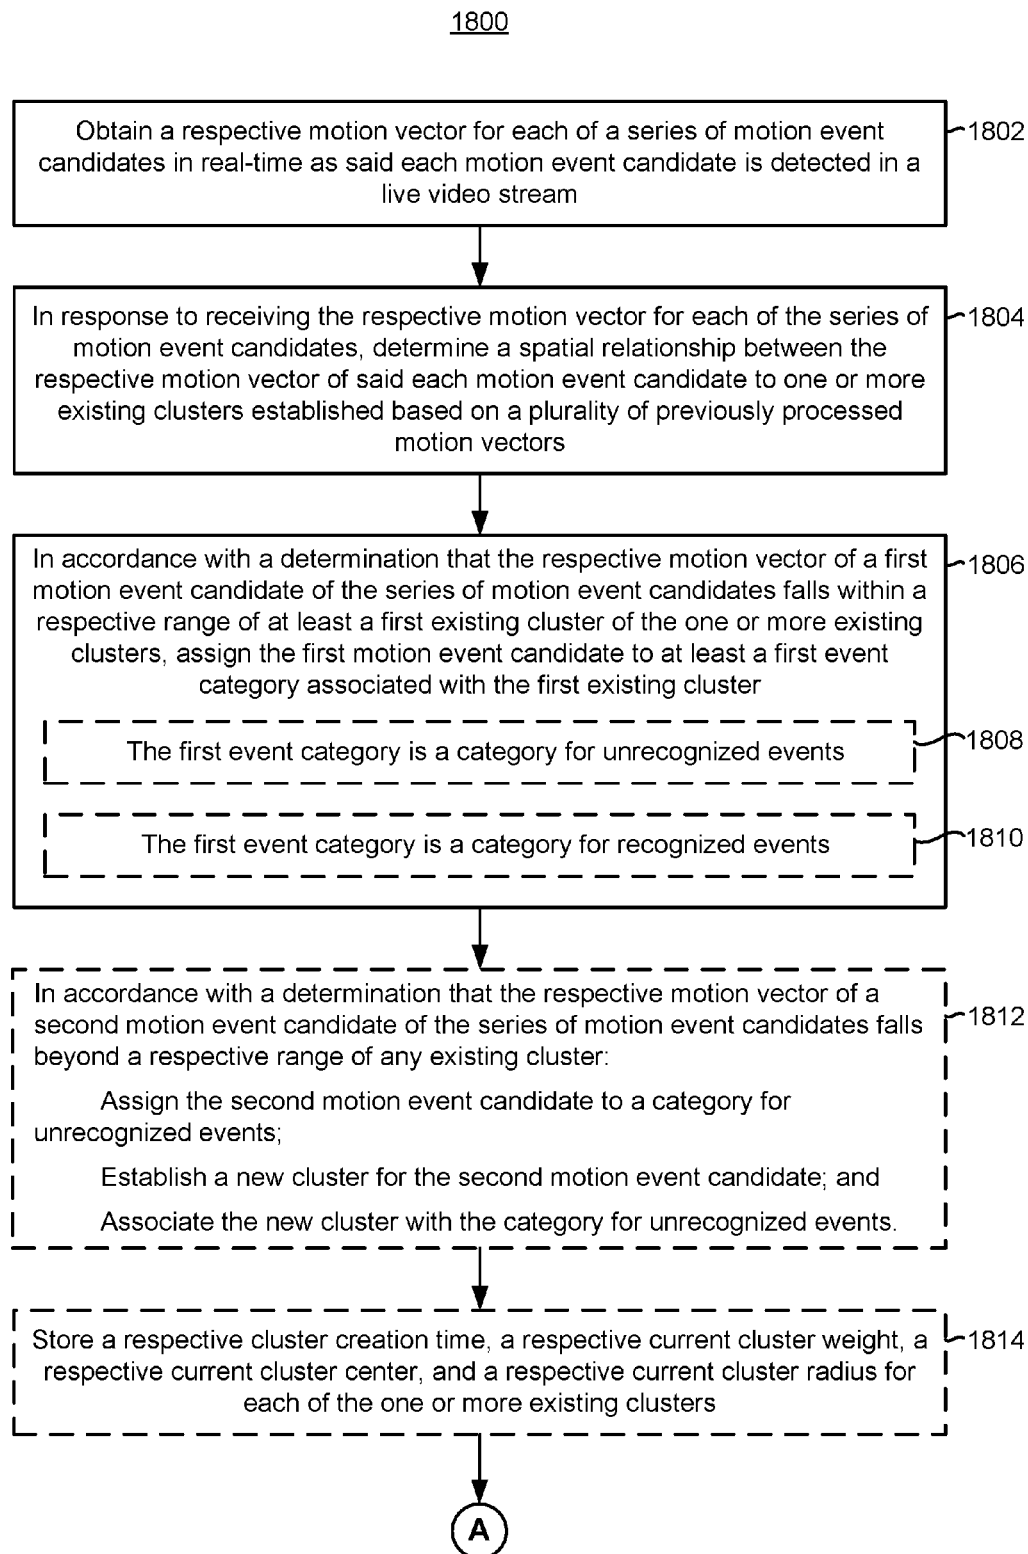 1800
Obtain a respective motion vector for each of a series of motion event
candidates in real-time as said each motion event candidate is detected in a
live video stream
1802
In response to receiving the respective motion vector for each of the series of
motion event candidates, determine a spatial relationship between the
respective motion vector of said each motion event candidate to one or more
existing clusters established based on a plurality of previously processed
motion vectors
1804
In accordance with a determination that the respective motion vector of a first
motion event candidate of the series of motion event candidates falls within a
respective range of at least a first existing cluster of the one or more existing
clusters, assign the first motion event candidate to at least a first event
category associated with the first existing cluster
1806
The first event category is a category for unrecognized events
1808
The first event category is a category for recognized events
1810
In accordance with a determination that the respective motion vector of a
second motion event candidate of the series of motion event candidates falls
beyond a respective range of any existing cluster:
Assign the second motion event candidate to a category for
unrecognized events;
Establish a new cluster for the second motion event candidate; and
Associate the new cluster with the category for unrecognized events.
1812
Store a respective cluster creation time, a respective current cluster weight, a
respective current cluster center, and a respective current cluster radius for
each of the one or more existing clusters
1814
A